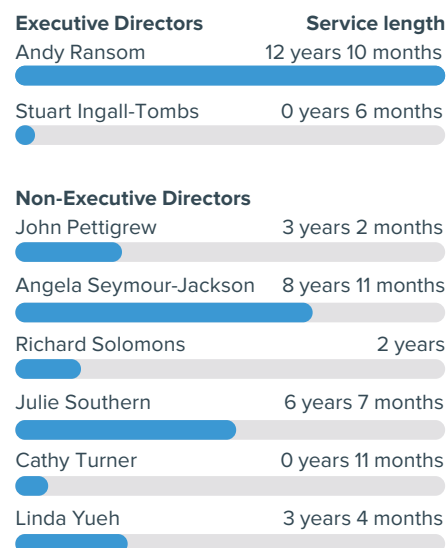 Executive Directors Service length
Andy Ransom 12 years 10 months
Stuart Ingall-Tombs 0 years 6 months
Non-Executive Directors
John Pettigrew 3 years 2 months
Angela Seymour-Jackson 8 years 11 months
Richard Solomons 2 years
Julie Southern 6 years 7 months
Cathy Turner 0 years 11 months
Linda Yueh 3 years 4 months